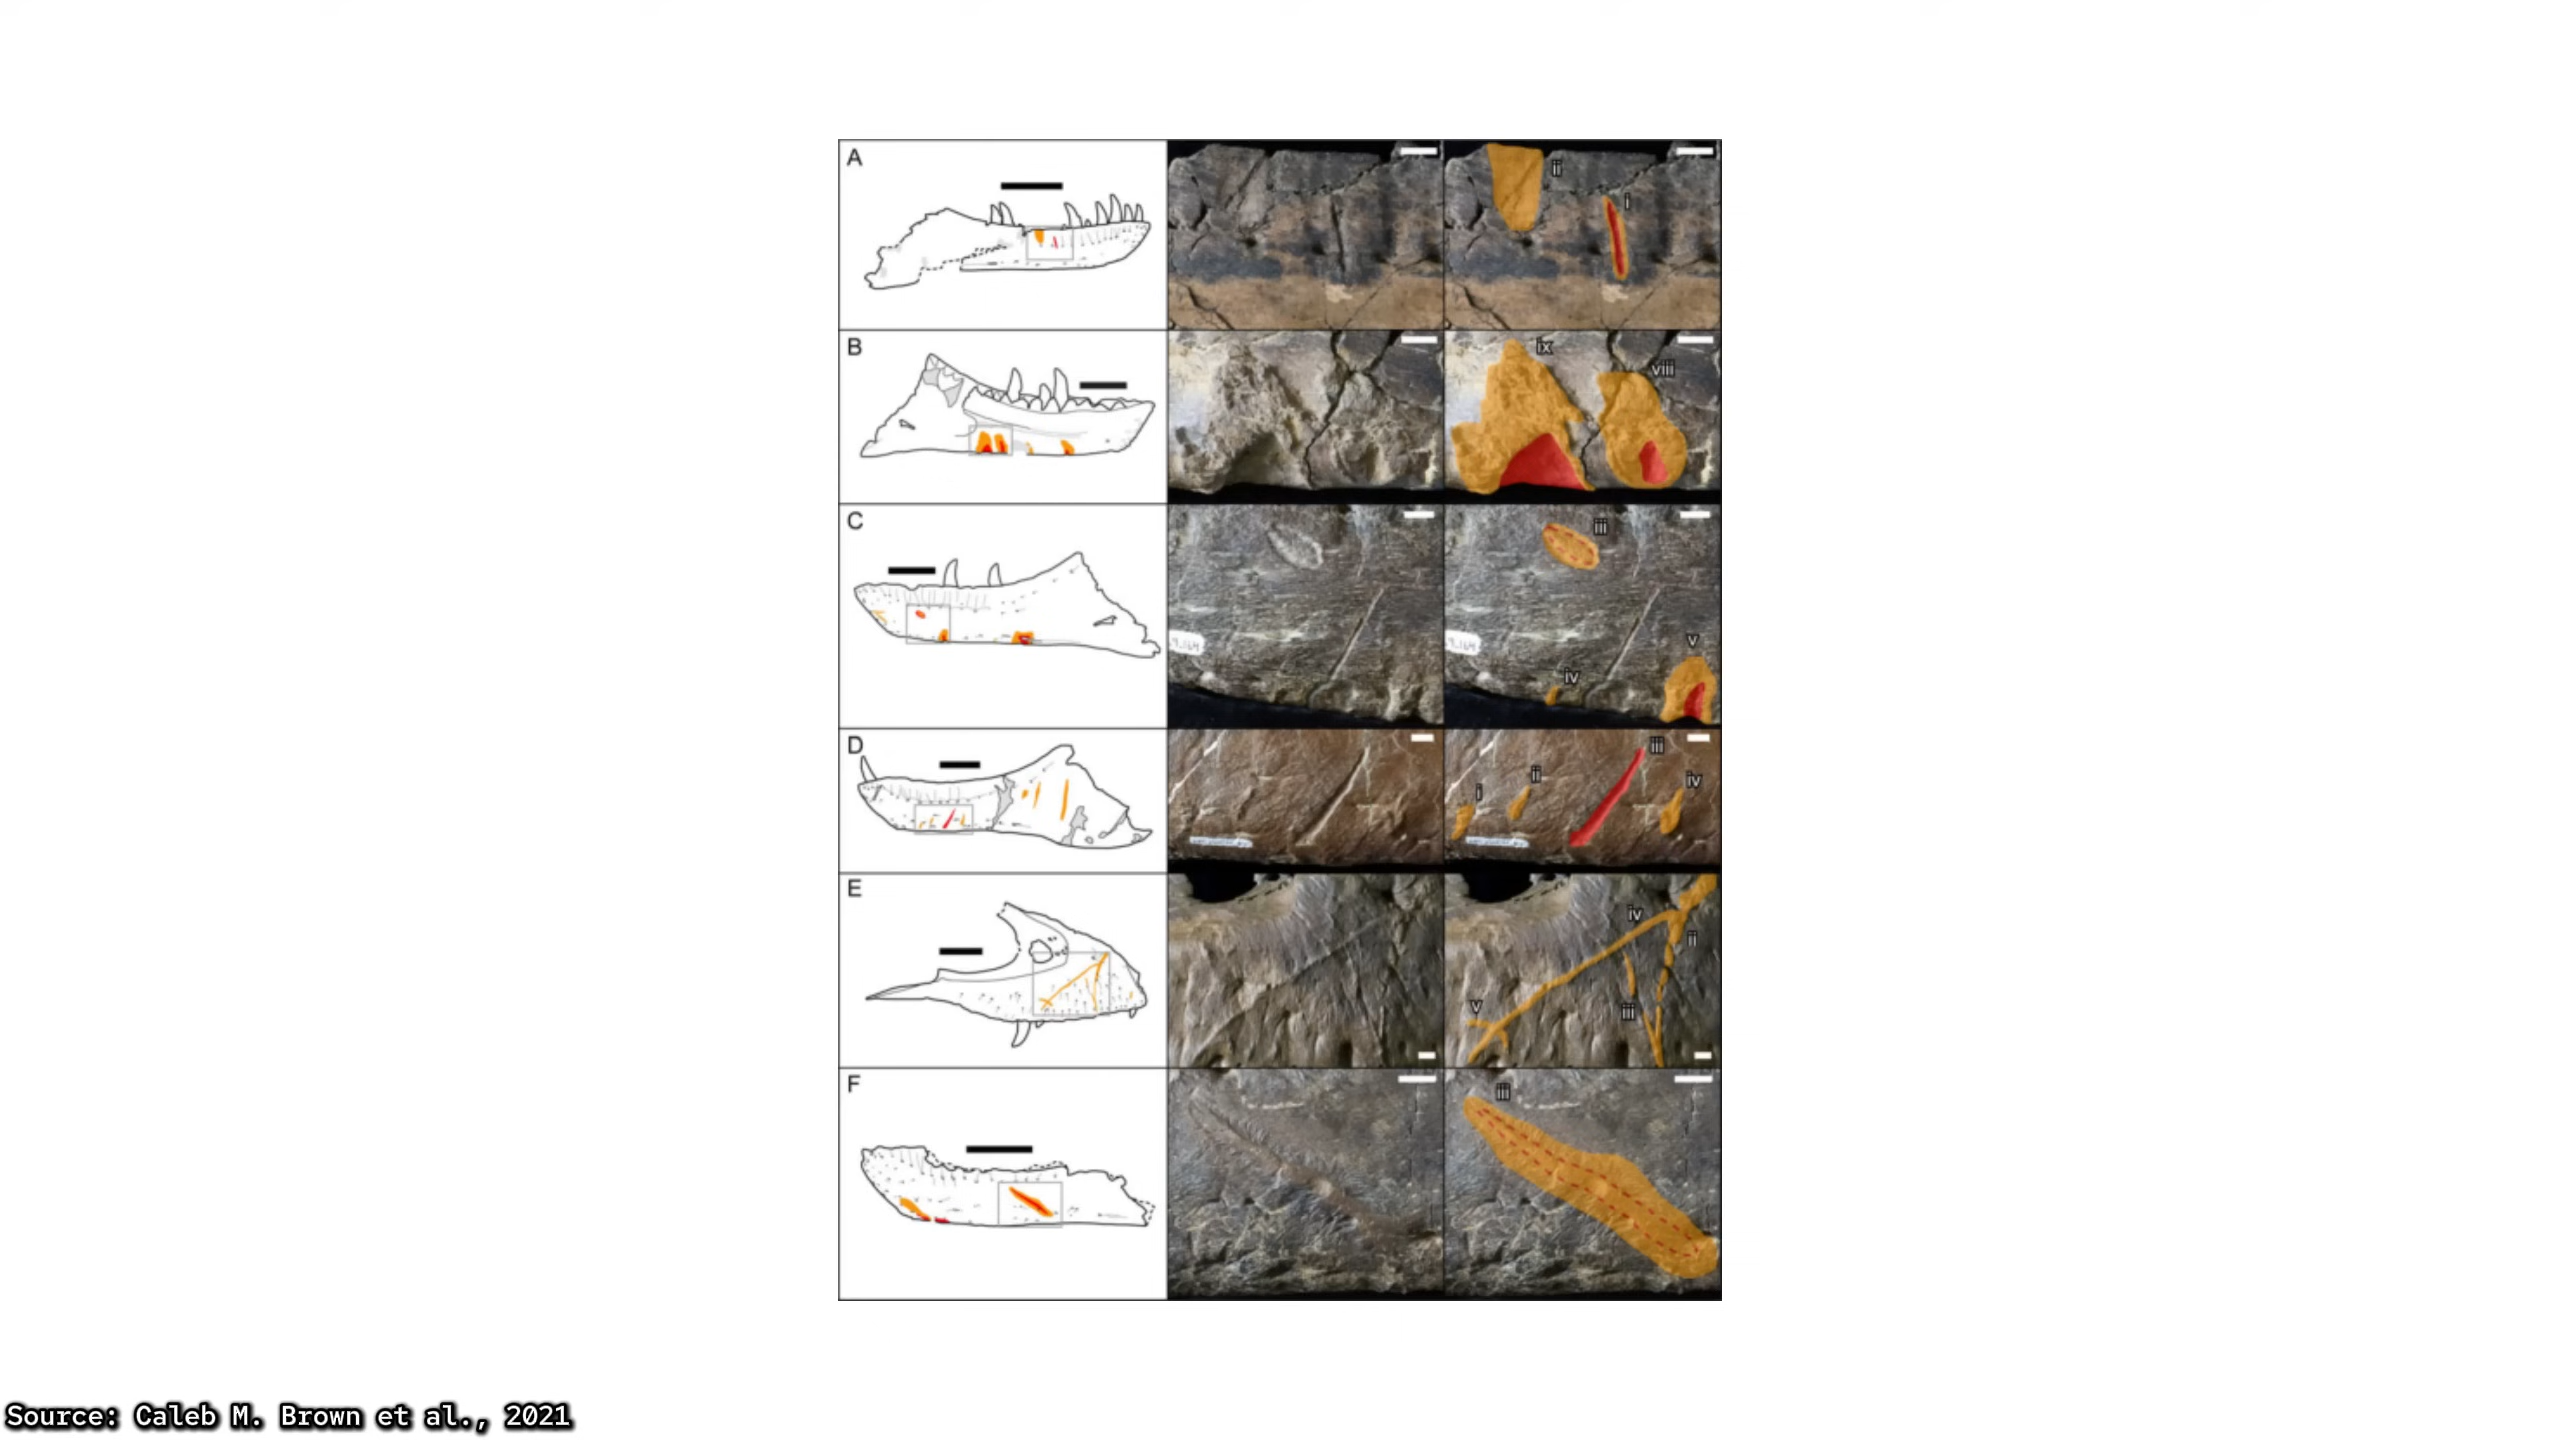 A
ii
i
B
ix
viii
C
iii
v
iv
D
iii
ii
iv
i
E
iv
ii
v
iii
F
iii
Source: Caleb M. Brown et al., 2021